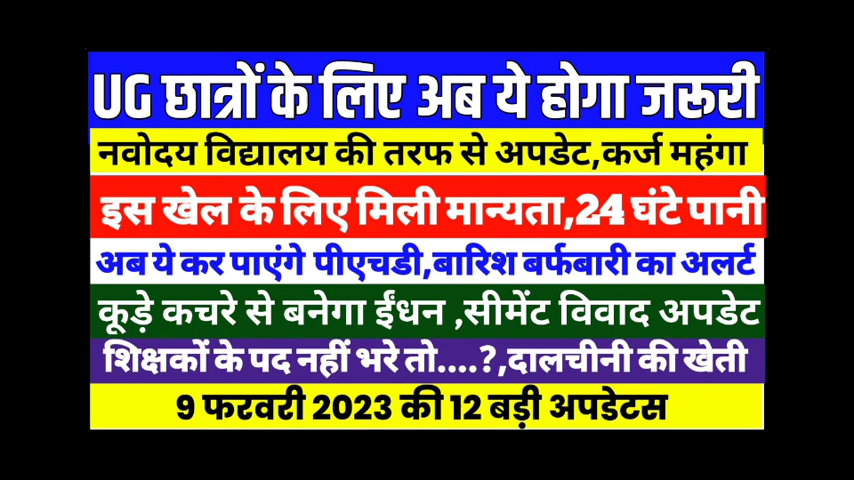 UG छात्रों के लिए अब ये होगा जरूरी
नवोदय विद्यालय की तरफ से अपडेट,कर्ज महंगा
इस खेल के लिए मिली मान्यता,24 घंटे पानी
अब ये कर पाएंगे पीएचडी,बारिश बर्फबारी का अलर्ट
कूड़े कचरे से बनेगा ईंधन ,सीमेंट विवाद अपडेट
शिक्षकों के पद नहीं भरे तो....?,दालचीनी की खेती
9 फरवरी 2023 की 12 बड़ी अपडेटस